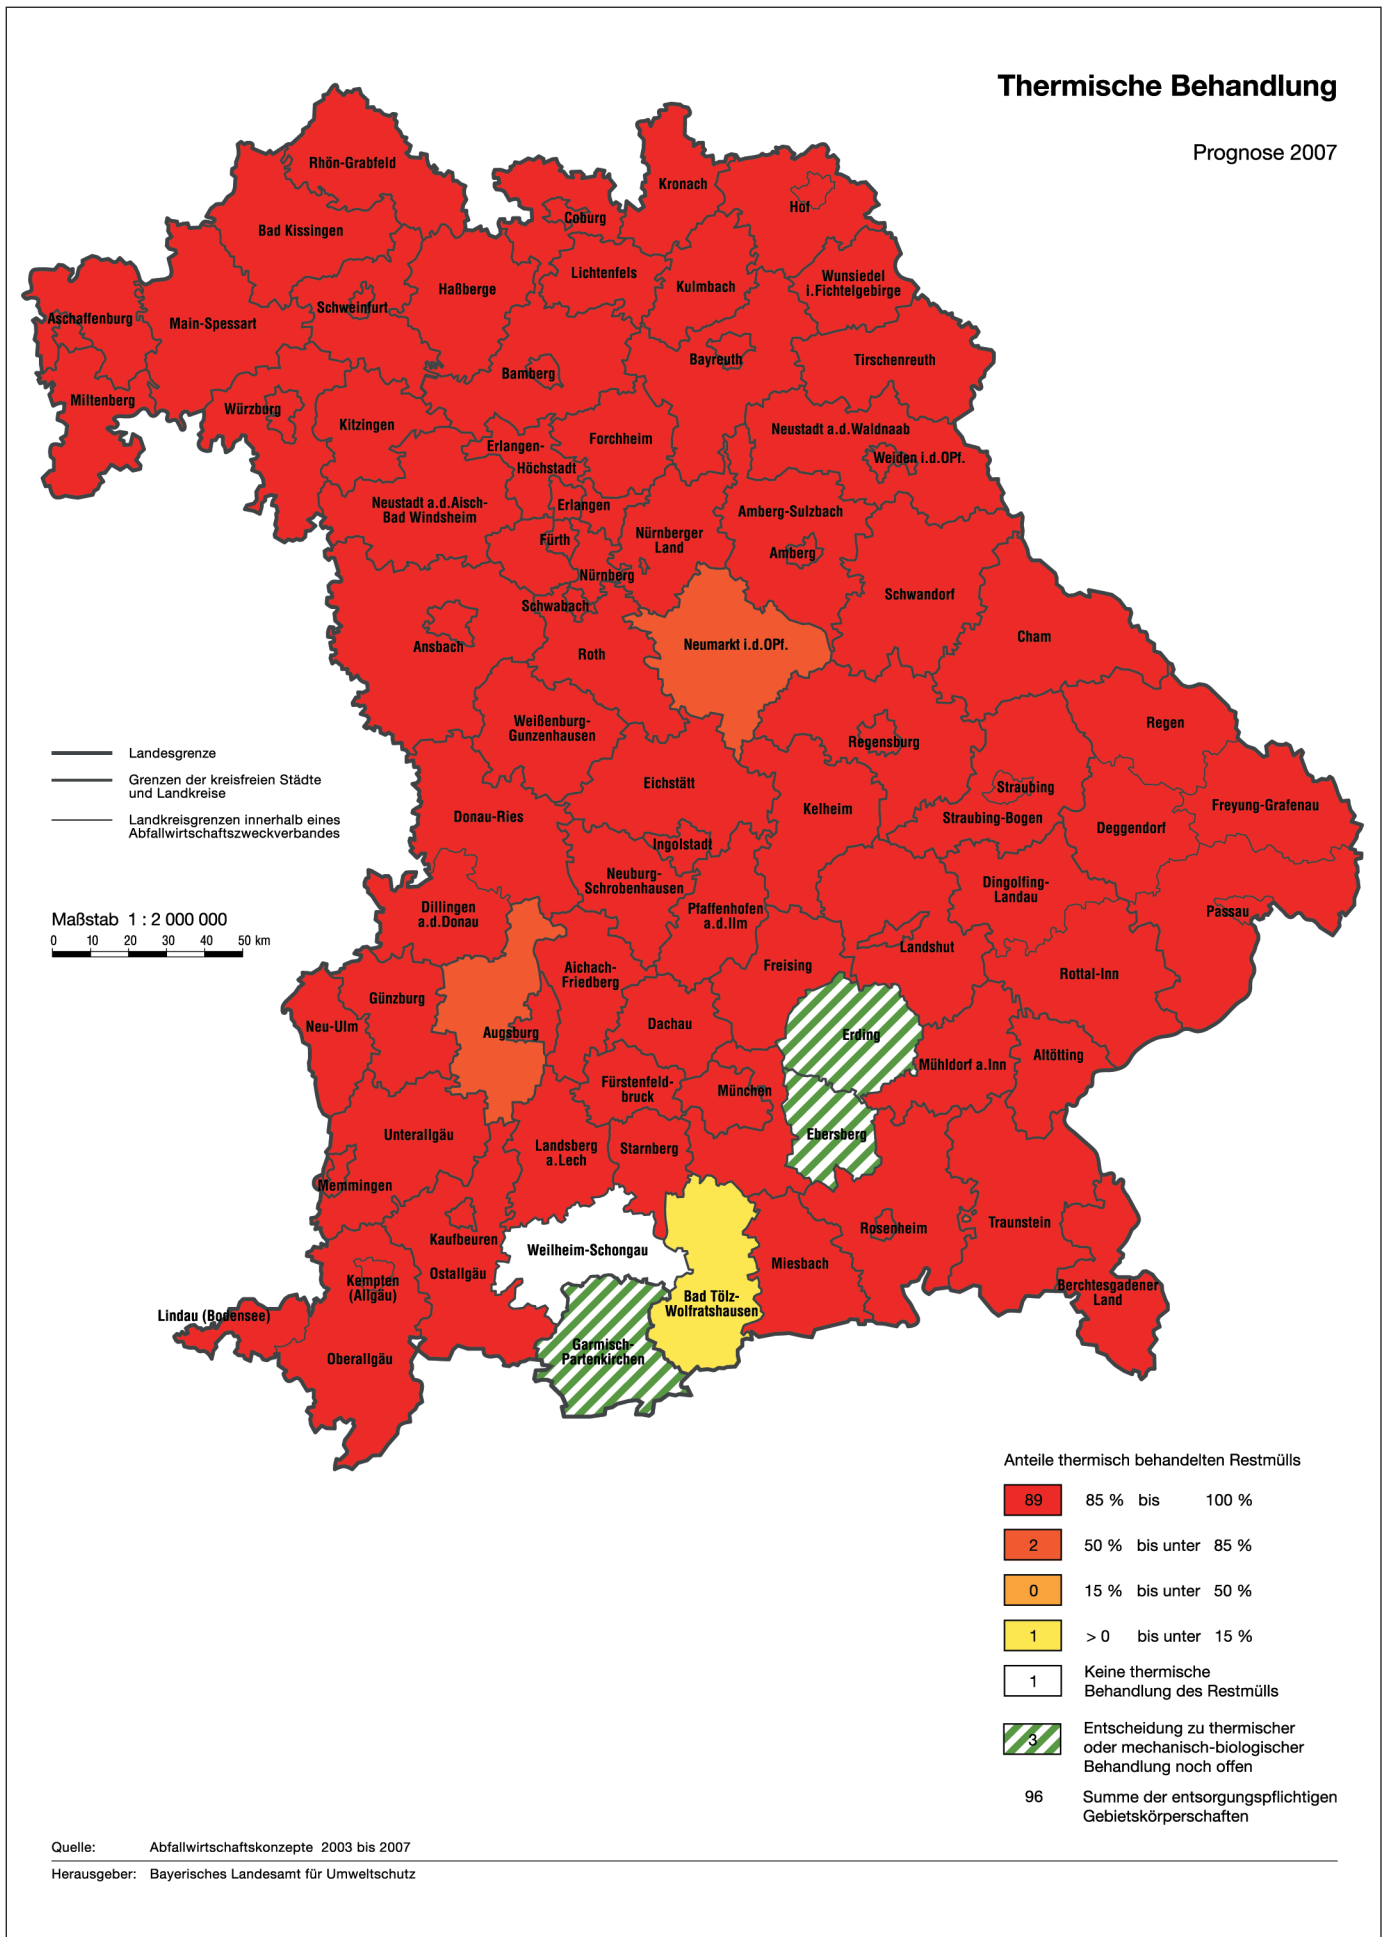 Thermische Behandlung
Prognose 2007
Rhön-Grabfeld
Kronach
Hof
Coburg
Bad Kissingen
Lichtenfels
Wunsiedel
i.Fichtelgebirge
Kulmbach
Haßberge
Schweinfurt
Aschaffenburg
Main-Spessart
Bayreuth
Tirschenreuth
Bamberg
Miltenberg
Würzburg
Kitzingen
Neustadt a.d.Waldnaab
Forchheim
Erlangen-
Höchstadt
Weiden i.d.OPf.
Neustadt a.d.Aisch-
Bad Windsheim
Erlangen
Amberg-Sulzbach
Nürnberger
Land
Fürth
Amberg
Nürnberg
Schwandorf
Schwabach
Cham
Ansbach
Roth
Neumarkt i.d.OPf.
Weißenburg-
Gunzenhausen
Regen
Regensburg
Landesgrenze
Grenzen der kreisfreien Städte
und Landkreise
Landkreisgrenzen innerhalb eines
Abfallwirtschaftszweckverbandes
Eichstätt
Straubing
Freyung-Grafenau
Kelheim
Donau-Ries
Straubing-Bogen
Deggendorf
Ingolstadt
Neuburg-
Schrobenhausen
Dingolfing-
Landau
Dillingen
a.d.Donau
Pfaffenhofen
a.d.Ilm
Passau
Maßstab 1 : 2 000 000
0 10 20 30 40 50 km
Landshut
Freising
Aichach-
Friedberg
Rottal-Inn
Günzburg
Neu-Ulm
Dachau
Augsburg
Erding
Altötting
Mühldorf a.Inn
Fürstenfeld-
bruck
München
Unterallgäu
Ebersberg
Landsberg
a.Lech
Starnberg
Memmingen
Traunstein
Rosenheim
Kaufbeuren
Weilheim-Schongau
Miesbach
Ostallgäu
Kempten
(Allgäu)
Berchtesgadener
Land
Bad Tölz-
Wolfratshausen
Lindau (Bodensee)
Garmisch-
Partenkirchen
Oberallgäu
Anteile thermisch behandelten Restmülls
89 85 % bis 100 %
2 50 % bis unter 85 %
0 15 % bis unter 50 %
1 > 0 bis unter 15 %
1 Keine thermische
Behandlung des Restmülls
3 Entscheidung zu thermischer
oder mechanisch-biologischer
Behandlung noch offen
96 Summe der entsorgungspflichtigen
Gebietskörperschaften
Quelle: Abfallwirtschaftskonzepte 2003 bis 2007
Herausgeber: Bayerisches Landesamt für Umweltschutz